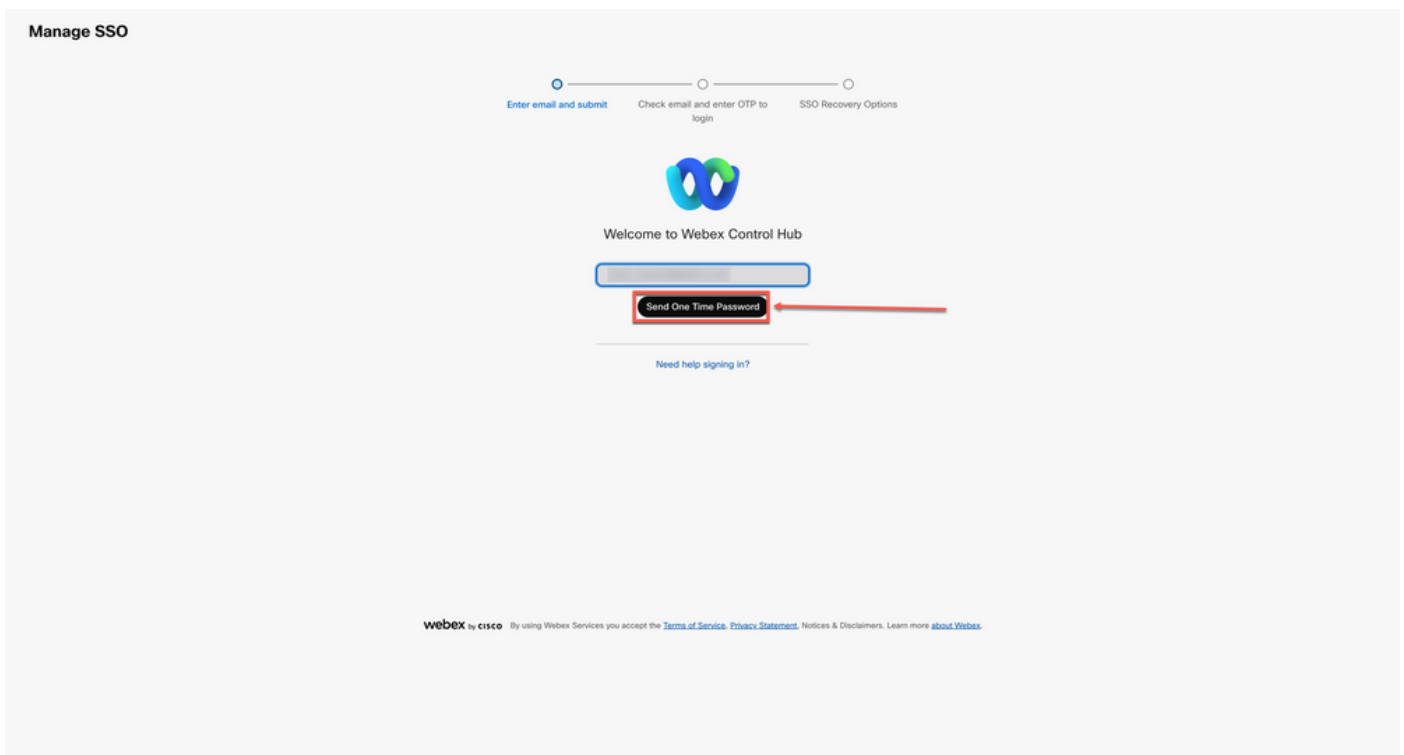 Manage SSO
Enter email and submit
Check email and enter OTP to
login
SSO Recovery Options
Welcome to Webex Control Hub
Send One Time Password
Need help signing in?
webex by CISCO By using Webex Services you accept the Terms of Service, Privacy Statement, Notices & Disclaimers. Learn more about Webex.